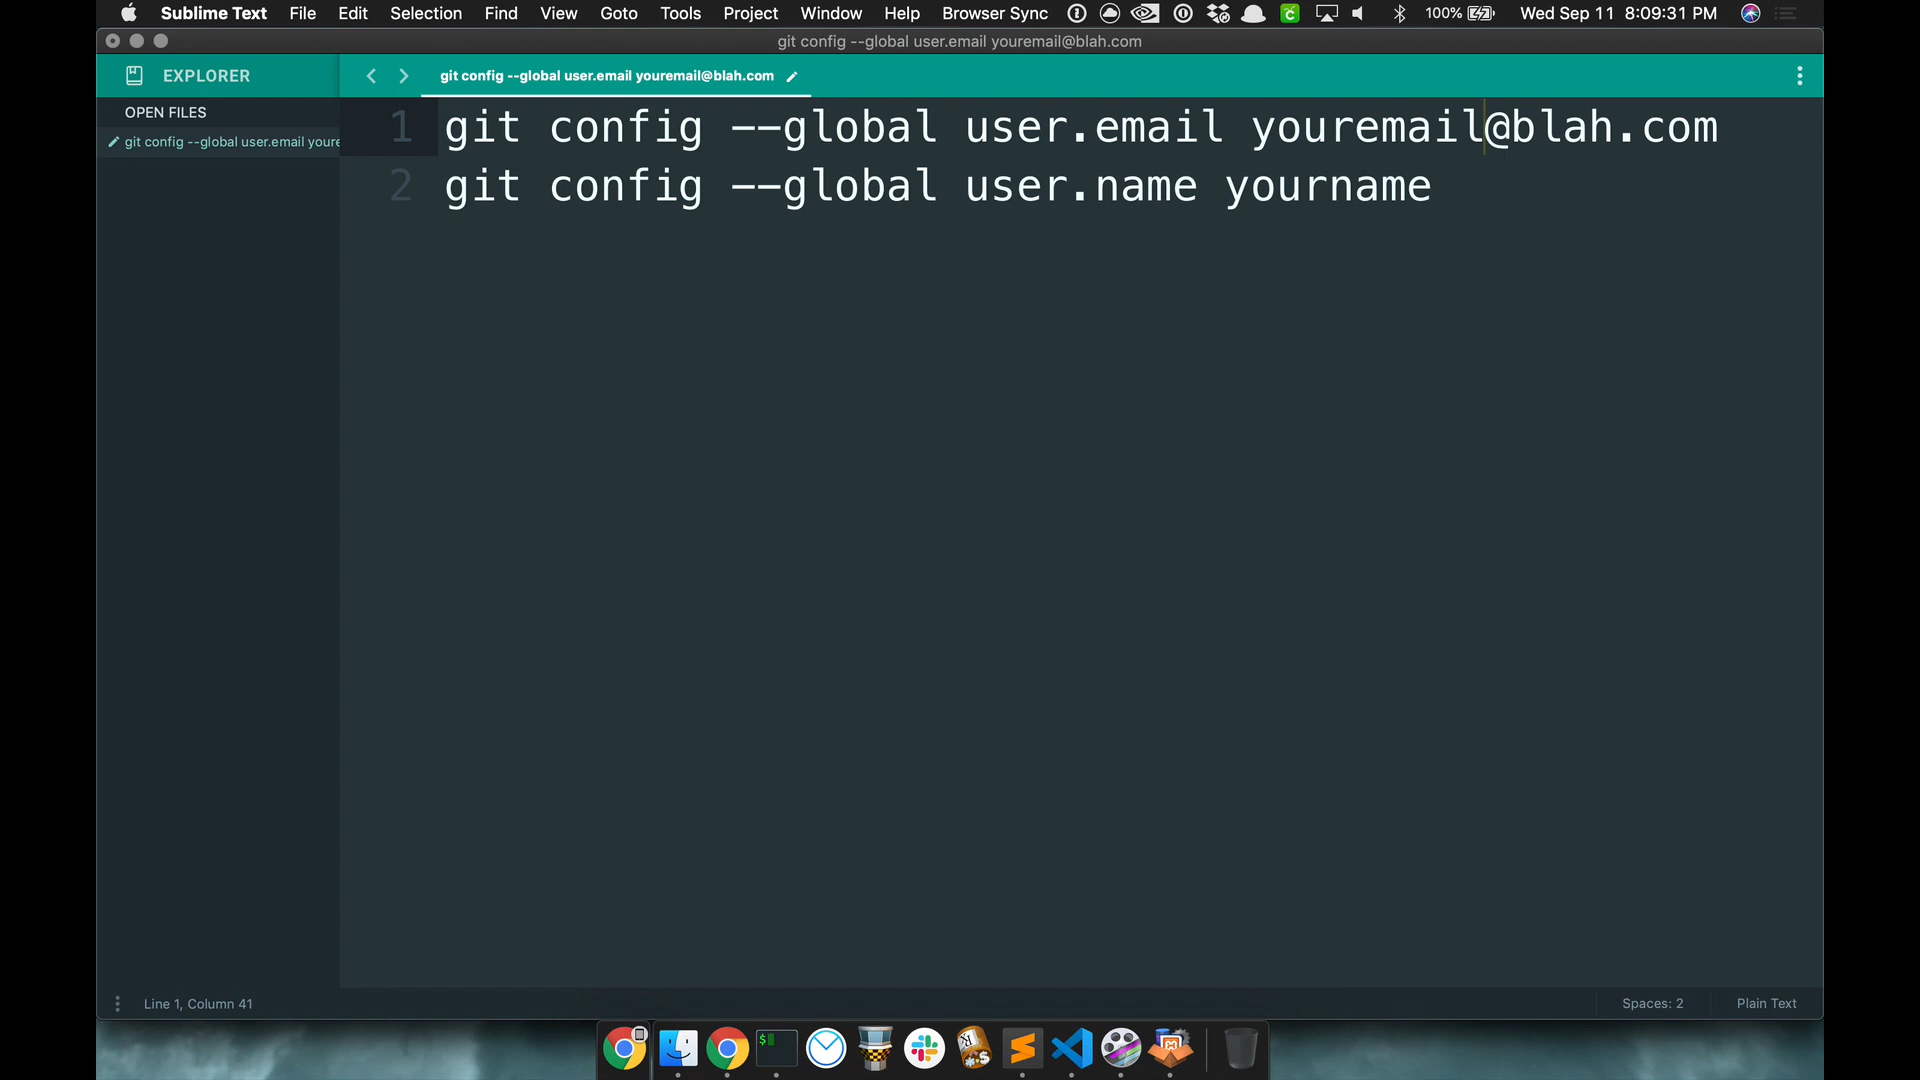 Sublime Text File Edit Selection Find View Goto Tools Project Window Help Browser Sync 100% Wed Sep 11 8:09:31 PM
git config --global user.email youremail@blah.com
EXPLORER
git config --global user.email youremail@blah.com
OPEN FILES
git config --global user.email youre
1 git config --global user.email youremail@blah.com
2 git config --global user.name yourname
Line 1, Column 41 Spaces: 2 Plain Text